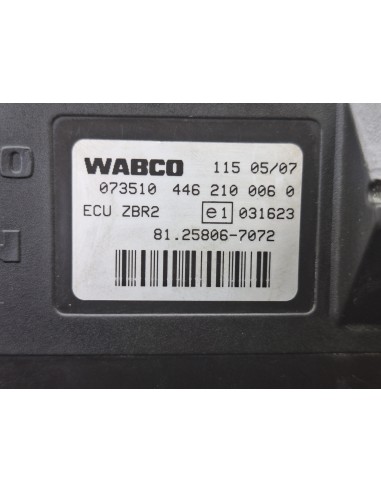 WABCO 115 05/07
073510 446 210 006 0
ECU ZBR2 e1 031623
81.25806-7072